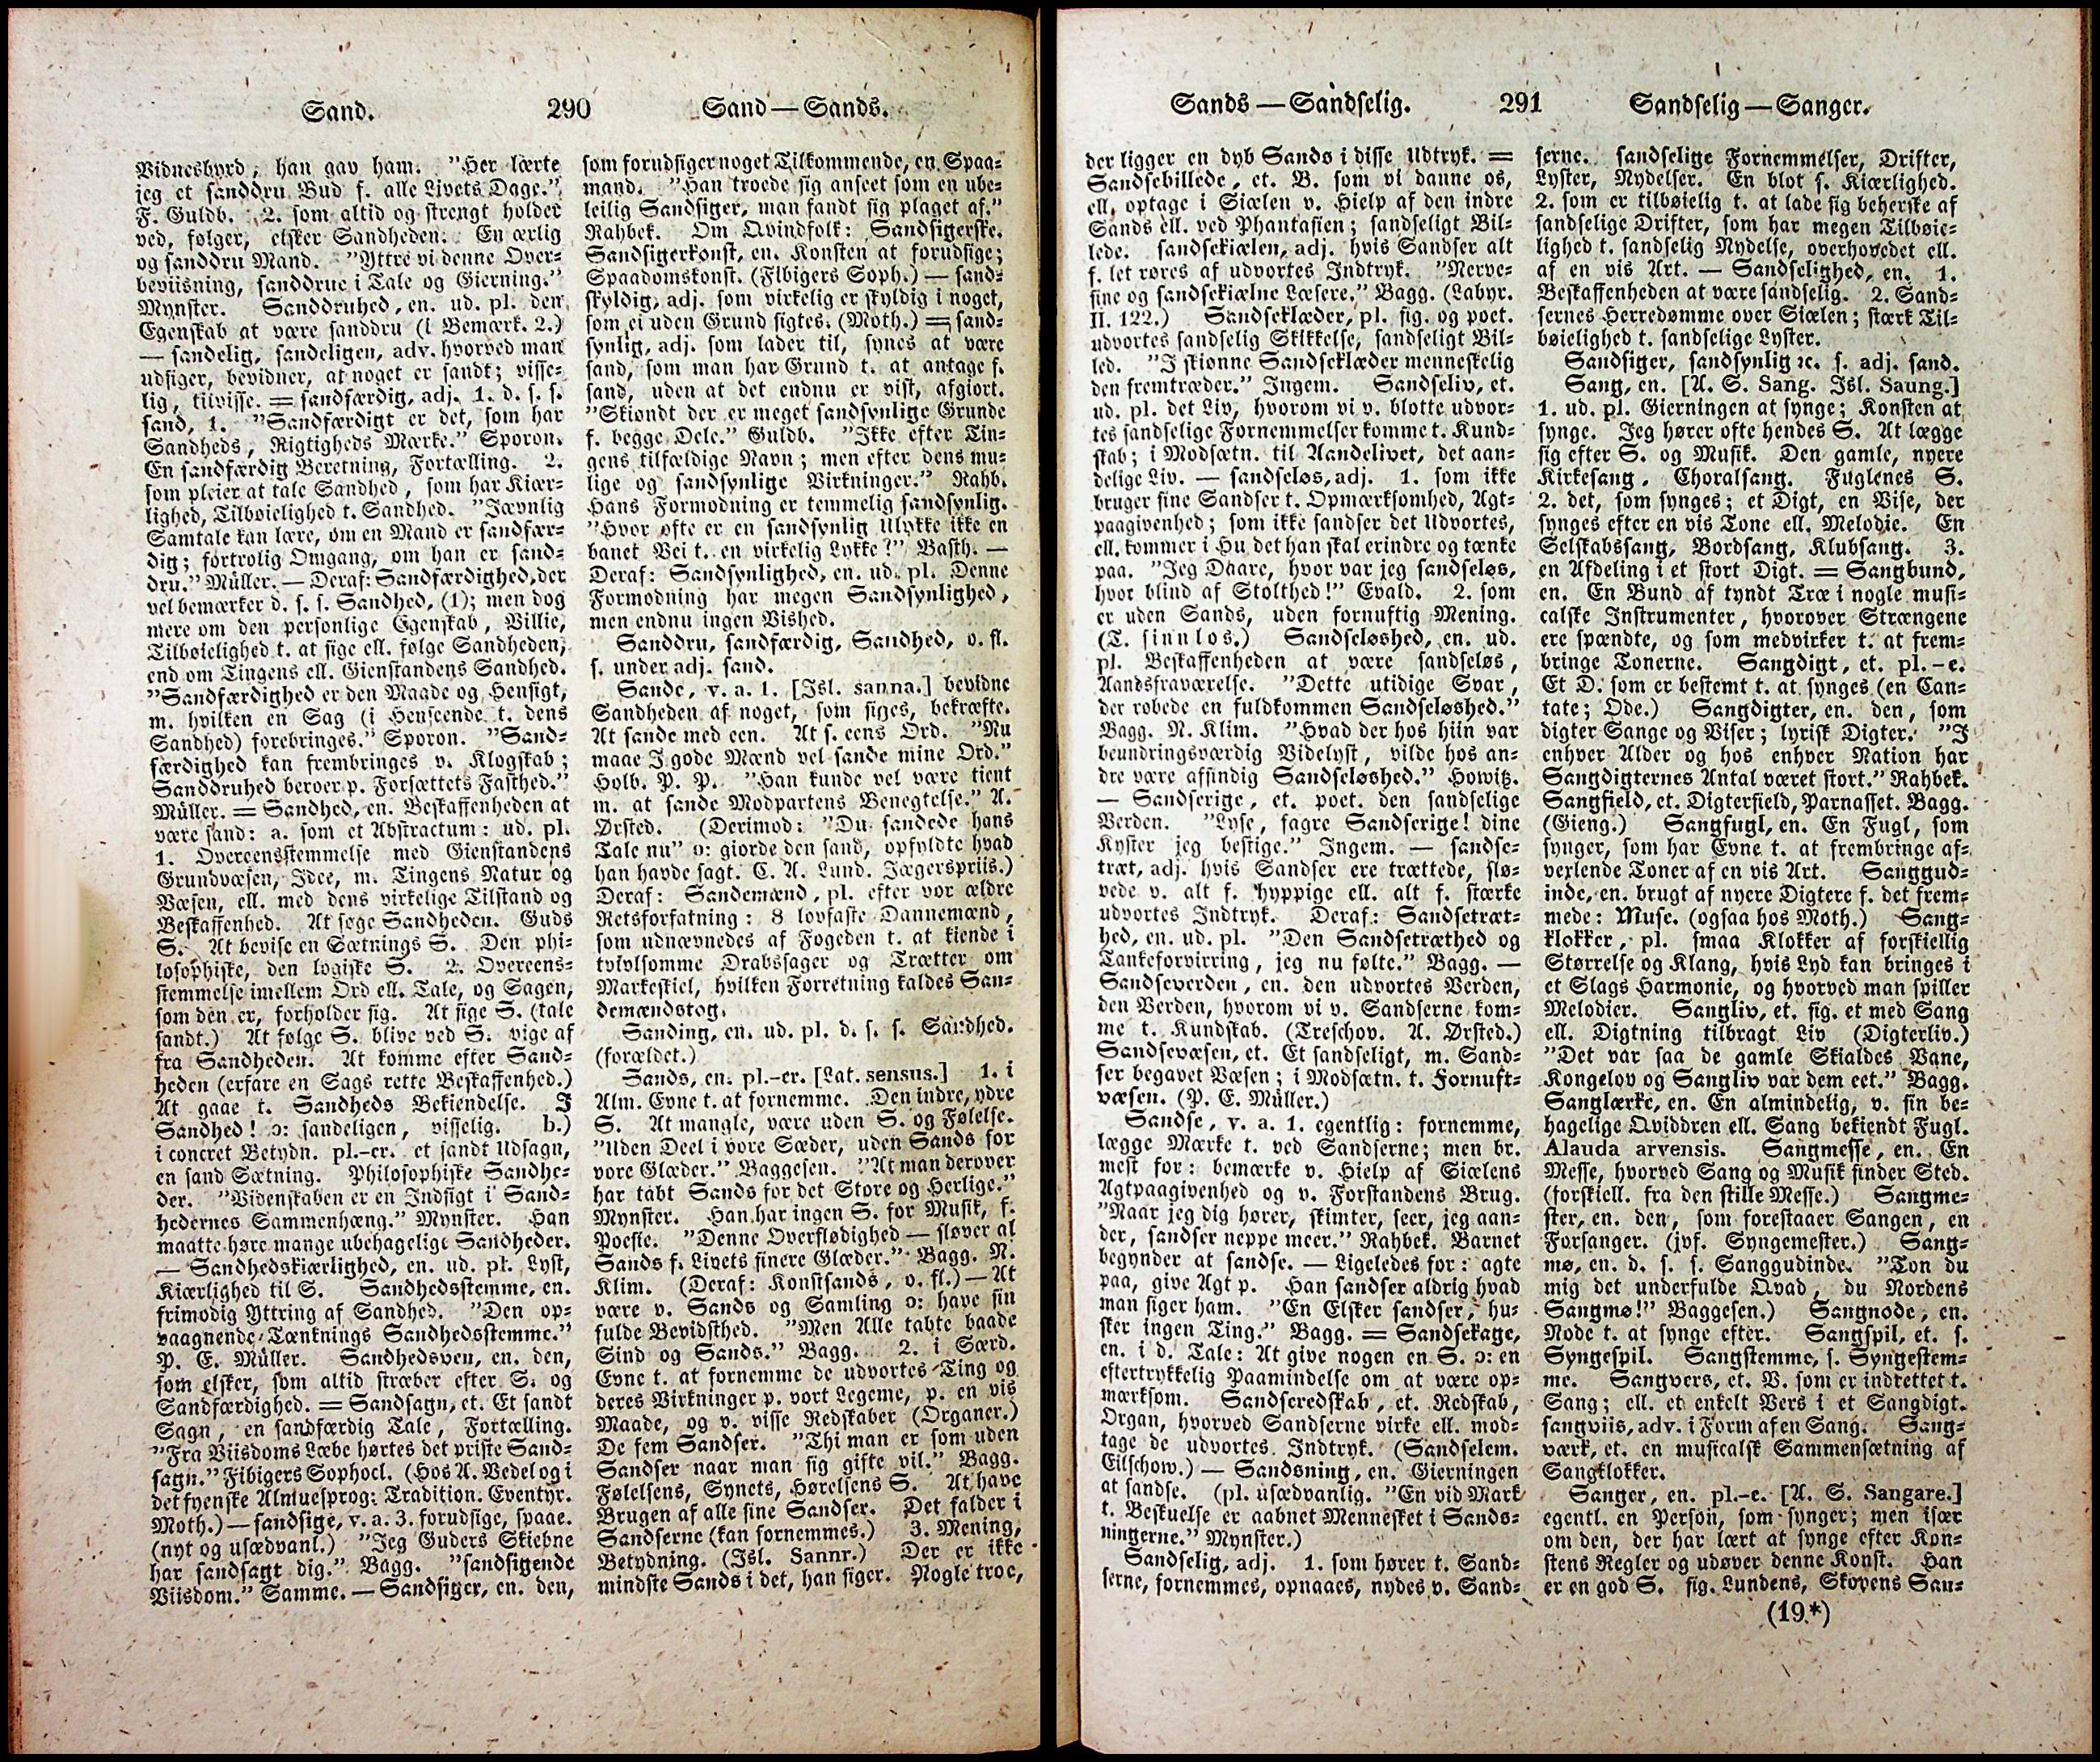 Sand. 290 Sand—Sands.
Vidnesbyrd, han gav ham. "Her lærte
jeg et sanddru Bud f. alle Livets Dage."
F. Guldb. 2. som altid og strengt holder
ved, følger, elsker Sandheden. En ærlig
og sanddru Mand. "Yttre vi denne Over-
beviisning, sanddrue i Tale og Gierning."
Mynster. Sanddruhed, en. ud. pl. den
Egenskab at være sanddru (i Bemærk. 2.)
— sandelig, sandeligen, adv. hvorved man
udsiger, bevidner, at noget er sandt; visse-
lig, tilvisse. = sandfærdig, adj. 1. d. s. s.
sand, 1. "Sandfærdigt er det, som har
Sandheds, Rigtigheds Mærke." Sporon.
En sandfærdig Beretning, Fortælling. 2.
som pleier at tale Sandhed, som har Kiær-
lighed, Tilbøielighed t. Sandhed. "Jævnlig
Samtale kan lære, om en Mand er sandfær-
dig; fortrolig Omgang, om han er sand-
dru." Müller. — Deraf: Sandfærdighed, der
vel bemærker d. s. s. Sandhed, (1); men dog
mere om den personlige Egenskab, Villie,
Tilbøielighed t. at sige ell. følge Sandheden,
end om Tingens ell. Gienstandens Sandhed.
"Sandfærdighed er den Maade og Hensigt,
m. hvilken en Sag (i Henseende t. dens
Sandhed) forebringes." Sporon. "Sand-
færdighed kan frembringes v. Klogskab;
Sanddruhed beroer p. Forsættets Fasthed."
Müller. = Sandhed, en. Beskaffenheden at
være sand: a. som et Abstractum: ud. pl.
1. Overeensstemmelse med Gienstandens
Grundvæsen, Idee, m. Tingens Natur og
Væsen, ell. med dens virkelige Tilstand og
Beskaffenhed. At søge Sandheden. Guds
S. At bevise en Sætnings S. Den phi-
losophiske, den logiske S. 2. Overeens-
stemmelse imellem Ord ell. Tale, og Sagen,
som den er, forholder sig. At sige S. (tale
sandt.) At følge S. blive ved S. vige af
fra Sandheden. At komme efter Sand-
heden (erfare en Sags rette Beskaffenhed.)
At gaae t. Sandheds Bekiendelse. I
Sandhed! ɔ: sandeligen, visselig. b.)
i concret Betydn. pl.-er. et sandt Udsagn,
en sand Sætning. Philosophiske Sandhe-
der. "Videnskaben er en Indsigt i Sand-
hedernes Sammenhæng." Mynster. Han
maatte høre mange ubehagelige Sandheder.
— Sandhedskiærlighed, en. ud. pl. Lyst,
Kiærlighed til S. Sandhedsstemme, en.
frimodig Yttring af Sandhed. "Den op-
vaagnende Tænknings Sandhedsstemme."
P. E. Müller. Sandhedsven, en. den,
som elsker, som altid stræber efter S. og
Sandfærdighed. = Sandsagn, et. Et sandt
Sagn, en sandfærdig Tale, Fortælling.
"Fra Viisdoms Læbe hørtes det priste Sand-
sagn." Fibigers Sophocl. (Hos A. Vedel og i
det fyenske Almuesprog: Tradition. Eventyr.
Moth.) — sandsige, v. a. 3. forudsige, spaae.
(nyt og usædvanl.) "Jeg Guders Skiebne
har sandsagt dig." Bagg. "sandsigende
Viisdom." Samme. — Sandsiger, en. den,
som forudsiger noget Tilkommende, en Spaa-
mand. "Han troede sig anseet som en ube-
leilig Sandsiger, man fandt sig plaget af."
Rahbek. Om Qvindfolk: Sandsigerske.
Sandsigerkonst, en. Konsten at forudsige;
Spaadomskonst. (Fibigers Soph.) — sand-
skyldig, adj. som virkelig er skyldig i noget,
som ei uden Grund sigtes. (Moth.) = sand-
synlig, adj. som lader til, synes at være
sand, som man har Grund t. at antage f.
sand, uden at det endnu er vist, afgiort.
"Skiøndt der er meget sandsynlige Grunde
f. begge Dele." Guldb. "Ikke efter Tin-
gens tilfældige Navn; men efter dens mu-
lige og sandsynlige Virkninger." Rahb.
Hans Formodning er temmelig sandsynlig.
"Hvor ofte er en sandsynlig Ulykke ikke en
banet Vei t. en virkelig Lykke?" Basth. —
Deraf: Sandsynlighed, en. ud. pl. Denne
Formodning har megen Sandsynlighed,
men endnu ingen Vished.
Sanddru, sandfærdig, Sandhed, o. fl.
s. under adj. sand.
Sande, v. a. 1. [Isl. sanna.] bevidne
Sandheden af noget, som siges, bekræfte.
At sande med een. At s. eens Ord. "Nu
maae I gode Mænd vel sande mine Ord."
Holb. P. P. "Han kunde vel være tient
m. at sande Modpartens Benegtelse." A.
Ørsted. (Derimod: "Du sandede hans
Tale nu" ɔ: giorde den sand, opfyldte hvad
han havde sagt. C. A. Lund. Jægerspriis.)
Deraf: Sandemænd, pl. efter vor ældre
Retsforfatning: 8 lovfaste Dannemænd,
som udnævnedes af Fogeden t. at kiende i
tvivlsomme Drabssager og Trætter om
Markeskiel, hvilken Forretning kaldes San-
demændstog.
Sanding, en. ud. pl. d. s. s. Sandhed.
(forældet.)
Sands, en. pl.-er. [Lat. sensus.] 1. i
Alm. Evne t. at fornemme. Den indre, ydre
S. At mangle, være uden S. og Følelse.
"Uden Deel i vore Sæder, uden Sands for
vore Glæder." Baggesen. "At man derover
har tabt Sands for det Store og Herlige."
Mynster. Han har ingen S. for Musik, f.
Poesie. "Denne Overflødighed — sløver al
Sands f. Livets finere Glæder." Bagg. N.
Klim. (Deraf: Konstsands, o. fl.) — At
være v. Sands og Samling ɔ: have sin
fulde Bevidsthed. "Men Alle tabte baade
Sind og Sands." Bagg. 2. i Særd.
Evne t. at fornemme de udvortes Ting og
deres Virkninger p. vort Legeme, p. en vis
Maade, og v. visse Redskaber (Organer.)
De fem Sandser. "Thi man er som uden
Sandser naar man sig gifte vil." Bagg.
Følelsens, Synets, Hørelsens S. At have
Brugen af alle sine Sandser. Det falder i
Sandserne (kan fornemmes.) 3. Mening,
Betydning. (Isl. Sannr.) Der er ikke
mindste Sands i det, han siger. Nogle troe,
Sands—Sandselig. 291 Sandselig—Sanger.
der ligger en dyb Sands i disse Udtryk. =
Sandsebillede, et. B. som vi danne os,
ell. optage i Siælen v. Hielp af den indre
Sands ell. ved Phantasien; sandseligt Bil-
lede. sandsekiælen, adj. hvis Sandser alt
f. let røres af udvortes Indtryk. "Nerve-
fine og sandsekiælne Læsere." Bagg. (Labyr.
II. 122.) Sandseklæder, pl. fig. og poet.
udvortes sandselig Skikkelse, sandseligt Bil-
led. "I skiønne Sandseklæder menneskelig
den fremtræder." Ingem. Sandseliv, et.
ud. pl. det Liv, hvorom vi v. blotte udvor-
tes sandselige Fornemmelser komme t. Kund-
skab; i Modsætn. til Aandelivet, det aan-
delige Liv. — sandseløs, adj. 1. som ikke
bruger sine Sandser t. Opmærksomhed, Agt-
paagivenhed; som ikke sandser det Udvortes,
ell. kommer i Hu det han skal erindre og tænke
paa. "Jeg Daare, hvor var jeg sandseløs,
hvor blind af Stolthed!" Evald. 2. som
er uden Sands, uden fornuftig Mening.
(T. sinnlos.) Sandseløshed, en. ud.
pl. Beskaffenheden at være sandseløs,
Aandsfraværelse. "Dette utidige Svar,
der robede en fuldkommen Sandseløshed."
Bagg. N. Klim. "Hvad der hos hiin var
beundringsværdig Videlyst, vilde hos an-
dre være affindig Sandseløshed." Howitz.
— Sandserige, et. poet. den sandselige
Verden. "Lyse, fagre Sandserige! dine
Kyster jeg bestige." Ingem. — sandse-
træt, adj. hvis Sandser ere trættede, slø-
vede v. alt f. hyppige ell. alt f. stærke
udvortes Indtryk. Deraf: Sandsetræt-
hed, en. ud. pl. "Den Sandsetræthed og
Tankeforvirring, jeg nu følte." Bagg. —
Sandseverden, en. den udvortes Verden,
den Verden, hvorom vi v. Sandserne kom-
me t. Kundskab. (Treschov. A. Ørsted.)
Sandsevæsen, et. Et sandseligt, m. Sand-
ser begavet Væsen; i Modsætn. t. Fornuft-
væsen. (P. E. Müller.)
Sandse, v. a. 1. egentlig: fornemme,
lægge Mærke t. ved Sandserne; men br.
mest for: bemærke v. Hielp af Siælens
Agtpaagivenhed og v. Forstandens Brug.
"Naar jeg dig hører, skimter, seer, jeg aan-
der, sandser neppe meer." Rahbek. Barnet
begynder at sandse. — Ligeledes for: agte
paa, give Agt p. Han sandser aldrig hvad
man siger ham. "En Elsker sandser, hu-
sker ingen Ting." Bagg. = Sandsekage,
en. i d. Tale: At give nogen en S. ɔ: en
eftertrykkelig Paamindelse om at være op-
mærksom. Sandseredskab, et. Redskab,
Organ, hvorved Sandserne virke ell. mod-
tage de udvortes Indtryk. (Sandselem.
Eilschow.) — Sandsning, en. Gierningen
at sandse. (pl. usædvanlig. "En vid Mark
t. Beskuelse er aabnet Mennesket i Sands-
ningerne." Mynster.)
Sandselig, adj. 1. som hører t. Sand-
serne, fornemmes, opnaaes, nydes v. Sand-
serne. sandselige Fornemmelser, Drifter,
Lyster, Nydelser. En blot s. Kiærlighed.
2. som er tilbøielig t. at lade sig beherske af
sandselige Drifter, som har megen Tilbøie-
lighed t. sandselig Nydelse, overhovedet ell.
af en vis Art. — Sandselighed, en. 1.
Beskaffenheden at være sandselig. 2. Sand-
sernes Herredømme over Siælen; stærk Til-
bøielighed t. sandselige Lyster.
Sandsiger, sandsynlig ꝛc. s. adj. sand.
Sang, en. [A. S. Sang. Isl. Saung.]
1. ud. pl. Gierningen at synge; Konsten at
synge. Jeg hører ofte hendes S. At lægge
sig efter S. og Musik. Den gamle, nyere
Kirkesang, Choralsang. Fuglenes S.
2. det, som synges; et Digt, en Vise, der
synges efter en vis Tone ell. Melodie. En
Selskabssang, Bordsang, Klubsang. 3.
en Afdeling i et stort Digt. = Sangbund,
en. En Bund af tyndt Træ i nogle musi-
calske Instrumenter, hvorover Strængene
ere spændte, og som medvirker t. at frem-
bringe Tonerne. Sangdigt, et. pl.-e.
Et D. som er bestemt t. at synges (en Can-
tate; Ode.) Sangdigter, en. den, som
digter Sange og Viser; lyrisk Digter. "I
enhver Alder og hos enhver Nation har
Sangdigternes Antal været stort." Rahbek.
Sangfield, et. Digterfield, Parnasset. Bagg.
(Gieng.) Sangfugl, en. En Fugl, som
synger, som har Evne t. at frembringe af-
vexlende Toner af en vis Art. Sanggud-
inde, en. brugt af nyere Digtere f. det frem-
mede: Muse. (ogsaa hos Moth.) Sang-
klokker, pl. smaa Klokker af forskiellig
Størrelse og Klang, hvis Lyd kan bringes i
et Slags Harmonie, og hvorved man spiller
Melodier. Sangliv, et. fig. et med Sang
ell. Digtning tilbragt Liv (Digterliv.)
"Det var saa de gamle Skialdes Vane,
Kongelov og Sangliv var dem eet." Bagg.
Sanglærke, en. En almindelig, v. sin be-
hagelige Qviddren ell. Sang bekiendt Fugl.
Alauda arvensis. Sangmesse, en. En
Messe, hvorved Sang og Musik finder Sted.
(forskiell. fra den stille Messe.) Sangme-
ster, en. den, som forestaaer Sangen, en
Forsanger. (jvf. Syngemester.) Sang-
mø, en. d. s. s. Sanggudinde. "Ton du
mig det underfulde Qvad, du Nordens
Sangmø!" Baggesen.) Sangnode, en.
Node t. at synge efter. Sangspil, et. s.
Syngespil. Sangstemme, s. Syngestem-
me. Sangvers, et. V. som er indrettet t.
Sang; ell. et enkelt Vers i et Sangdigt.
sangviis, adv. i Form af en Sang. Sang-
værk, et. en musicalsk Sammensætning af
Sangklokker.
Sanger, en. pl.-e. [A. S. Sangare.]
egentl. en Person, som synger; men især
om den, der har lært at synge efter Kon-
stens Regler og udøver denne Konst. Han
er en god S. fig. Lundens, Skovens San-
(19*)